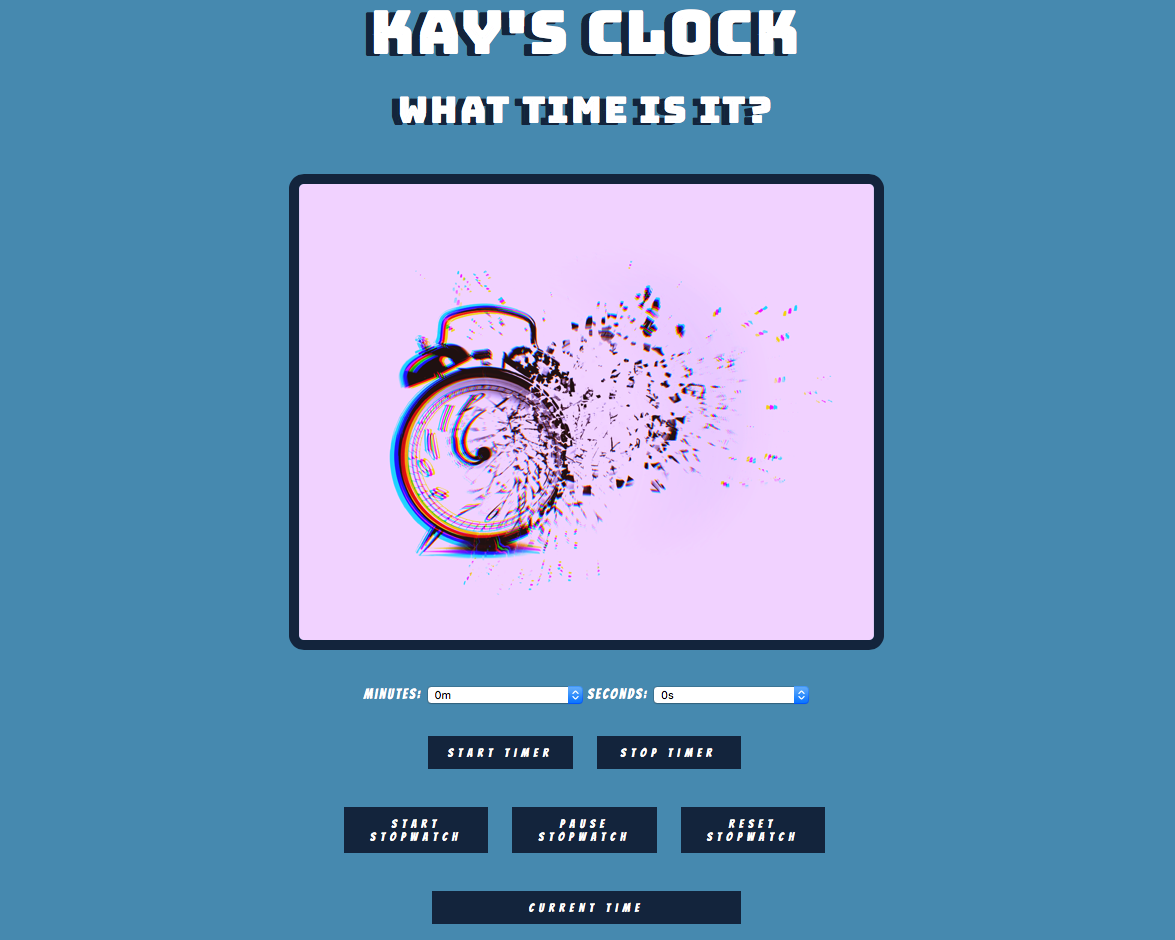 KAY'S CLOCK
WHAT TIME IS IT?
MINUTES: 0m SECONDS: 0s
START TIMER STOP TIMER
START STOPWATCH PAUSE STOPWATCH RESET STOPWATCH
CURRENT TIME